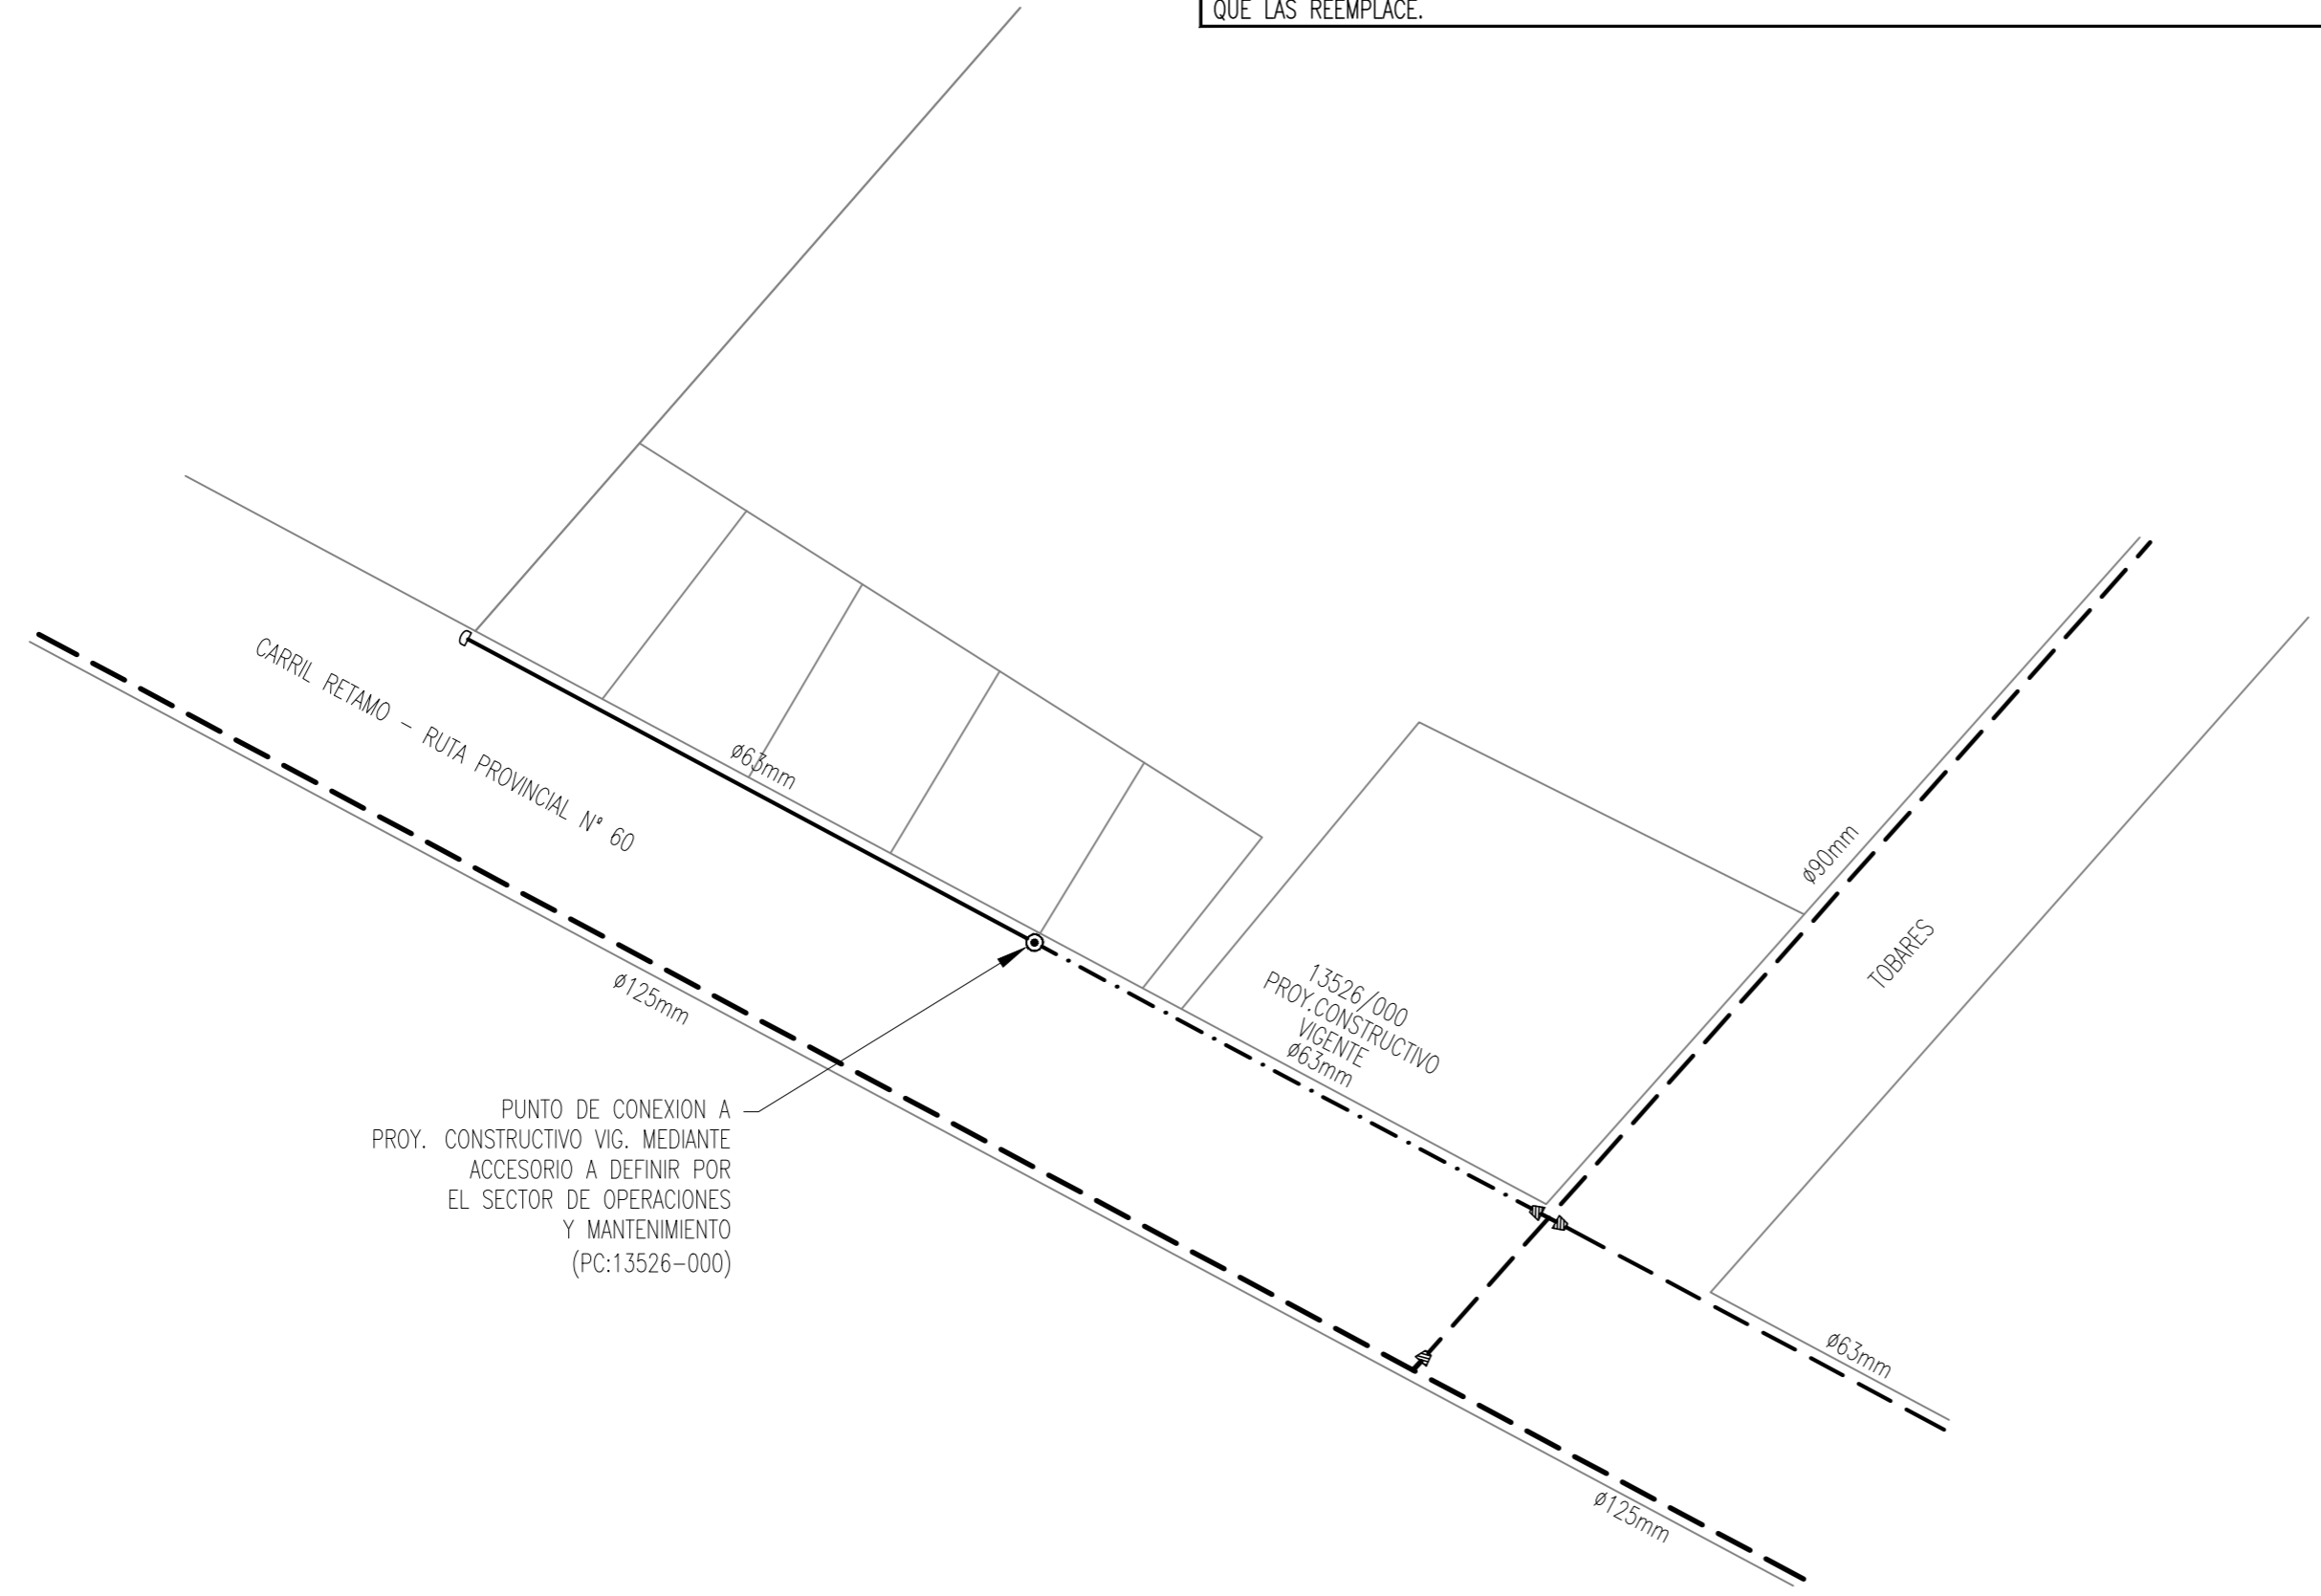 QUE LAS REEMPLACE.
CARRIL RETAMO - RUTA PROVINCIAL N° 60
ø63mm
ø90mm
TOBARES
ø125mm
13526/000
PROY.CONSTRUCTIVO
VIGENTE
ø63mm
PUNTO DE CONEXION A
PROY. CONSTRUCTIVO VIG. MEDIANTE
ACCESORIO A DEFINIR POR
EL SECTOR DE OPERACIONES
Y MANTENIMIENTO
(PC:13526-000)
ø63mm
ø125mm